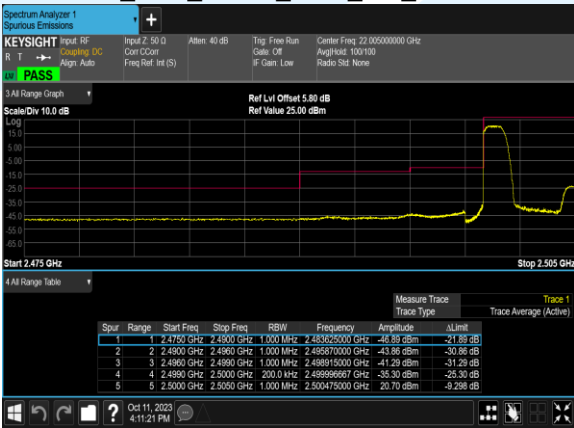 Spectrum Analyzer 1
Spurious Emissions
+
KEYSIGHT Input: RF Input Z: 50 Ω Atten: 40 dB Trig: Free Run Center Freq: 22.005000000 GHz
R T Coupling: DC Corr CCorr Gate: Off Avg|Hold: 100/100
Align: Auto Freq Ref: Int (S) IF Gain: Low Radio Std: None
PASS
3 All Range Graph
Ref Lvl Offset 5.80 dB
Scale/Div 10.0 dB Ref Value 25.00 dBm
Log
15.0
5.00
-5.00
-15.0
-25.0
-35.0
-45.0
-55.0
-65.0
Start 2.475 GHz Stop 2.505 GHz
4 All Range Table
Measure Trace Trace 1
Trace Type Trace Average (Active)
Spur Range Start Freq Stop Freq RBW Frequency Amplitude ΔLimit
1 1 2.4750 GHz 2.4900 GHz 1.000 MHz 2.483625000 GHz -46.89 dBm -21.89 dB
2 2 2.4900 GHz 2.4960 GHz 1.000 MHz 2.495870000 GHz -43.86 dBm -30.86 dB
3 3 2.4960 GHz 2.4990 GHz 1.000 MHz 2.498915000 GHz -41.29 dBm -31.29 dB
4 4 2.4990 GHz 2.5000 GHz 200.0 kHz 2.499996667 GHz -35.30 dBm -25.30 dB
5 5 2.5000 GHz 2.5050 GHz 1.000 MHz 2.500475000 GHz 20.70 dBm -9.298 dB
? Oct 11, 2023
4:11:21 PM